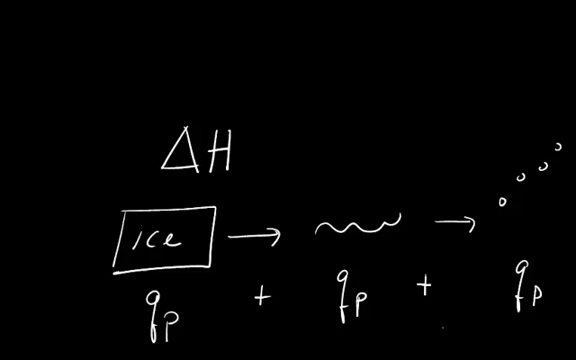 ΔH
ice → →
qp + qp + qp